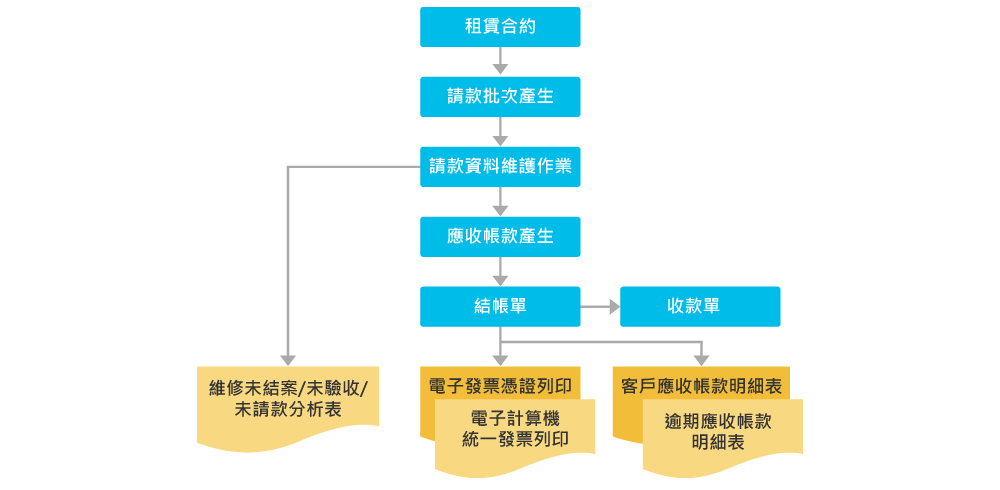 租賃合約
請款批次產生
請款資料維護作業
應收帳款產生
結帳單
收款單
維修未結案/未驗收/
未請款分析表
電子發票憑證列印
電子計算機
統一發票列印
客戶應收帳款明細表
逾期應收帳款
明細表